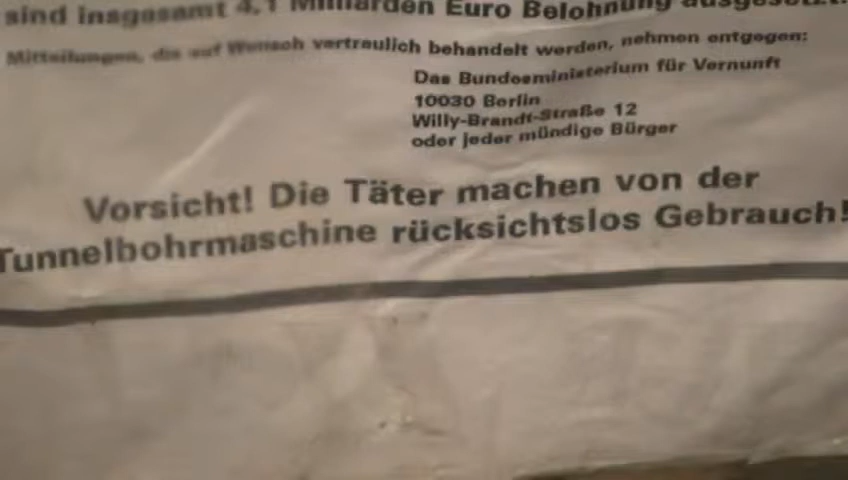 sind insgesamt 4,1 Milliarden Euro Belohnung ausgesetzt.
Mitteilungen, die auf Wunsch vertraulich behandelt werden, nehmen entgegen:
Das Bundesministerium für Vernunft
10030 Berlin
Willy-Brandt-Straße 12
oder jeder mündige Bürger
Vorsicht! Die Täter machen von der
Tunnelbohrmaschine rücksichtslos Gebrauch!